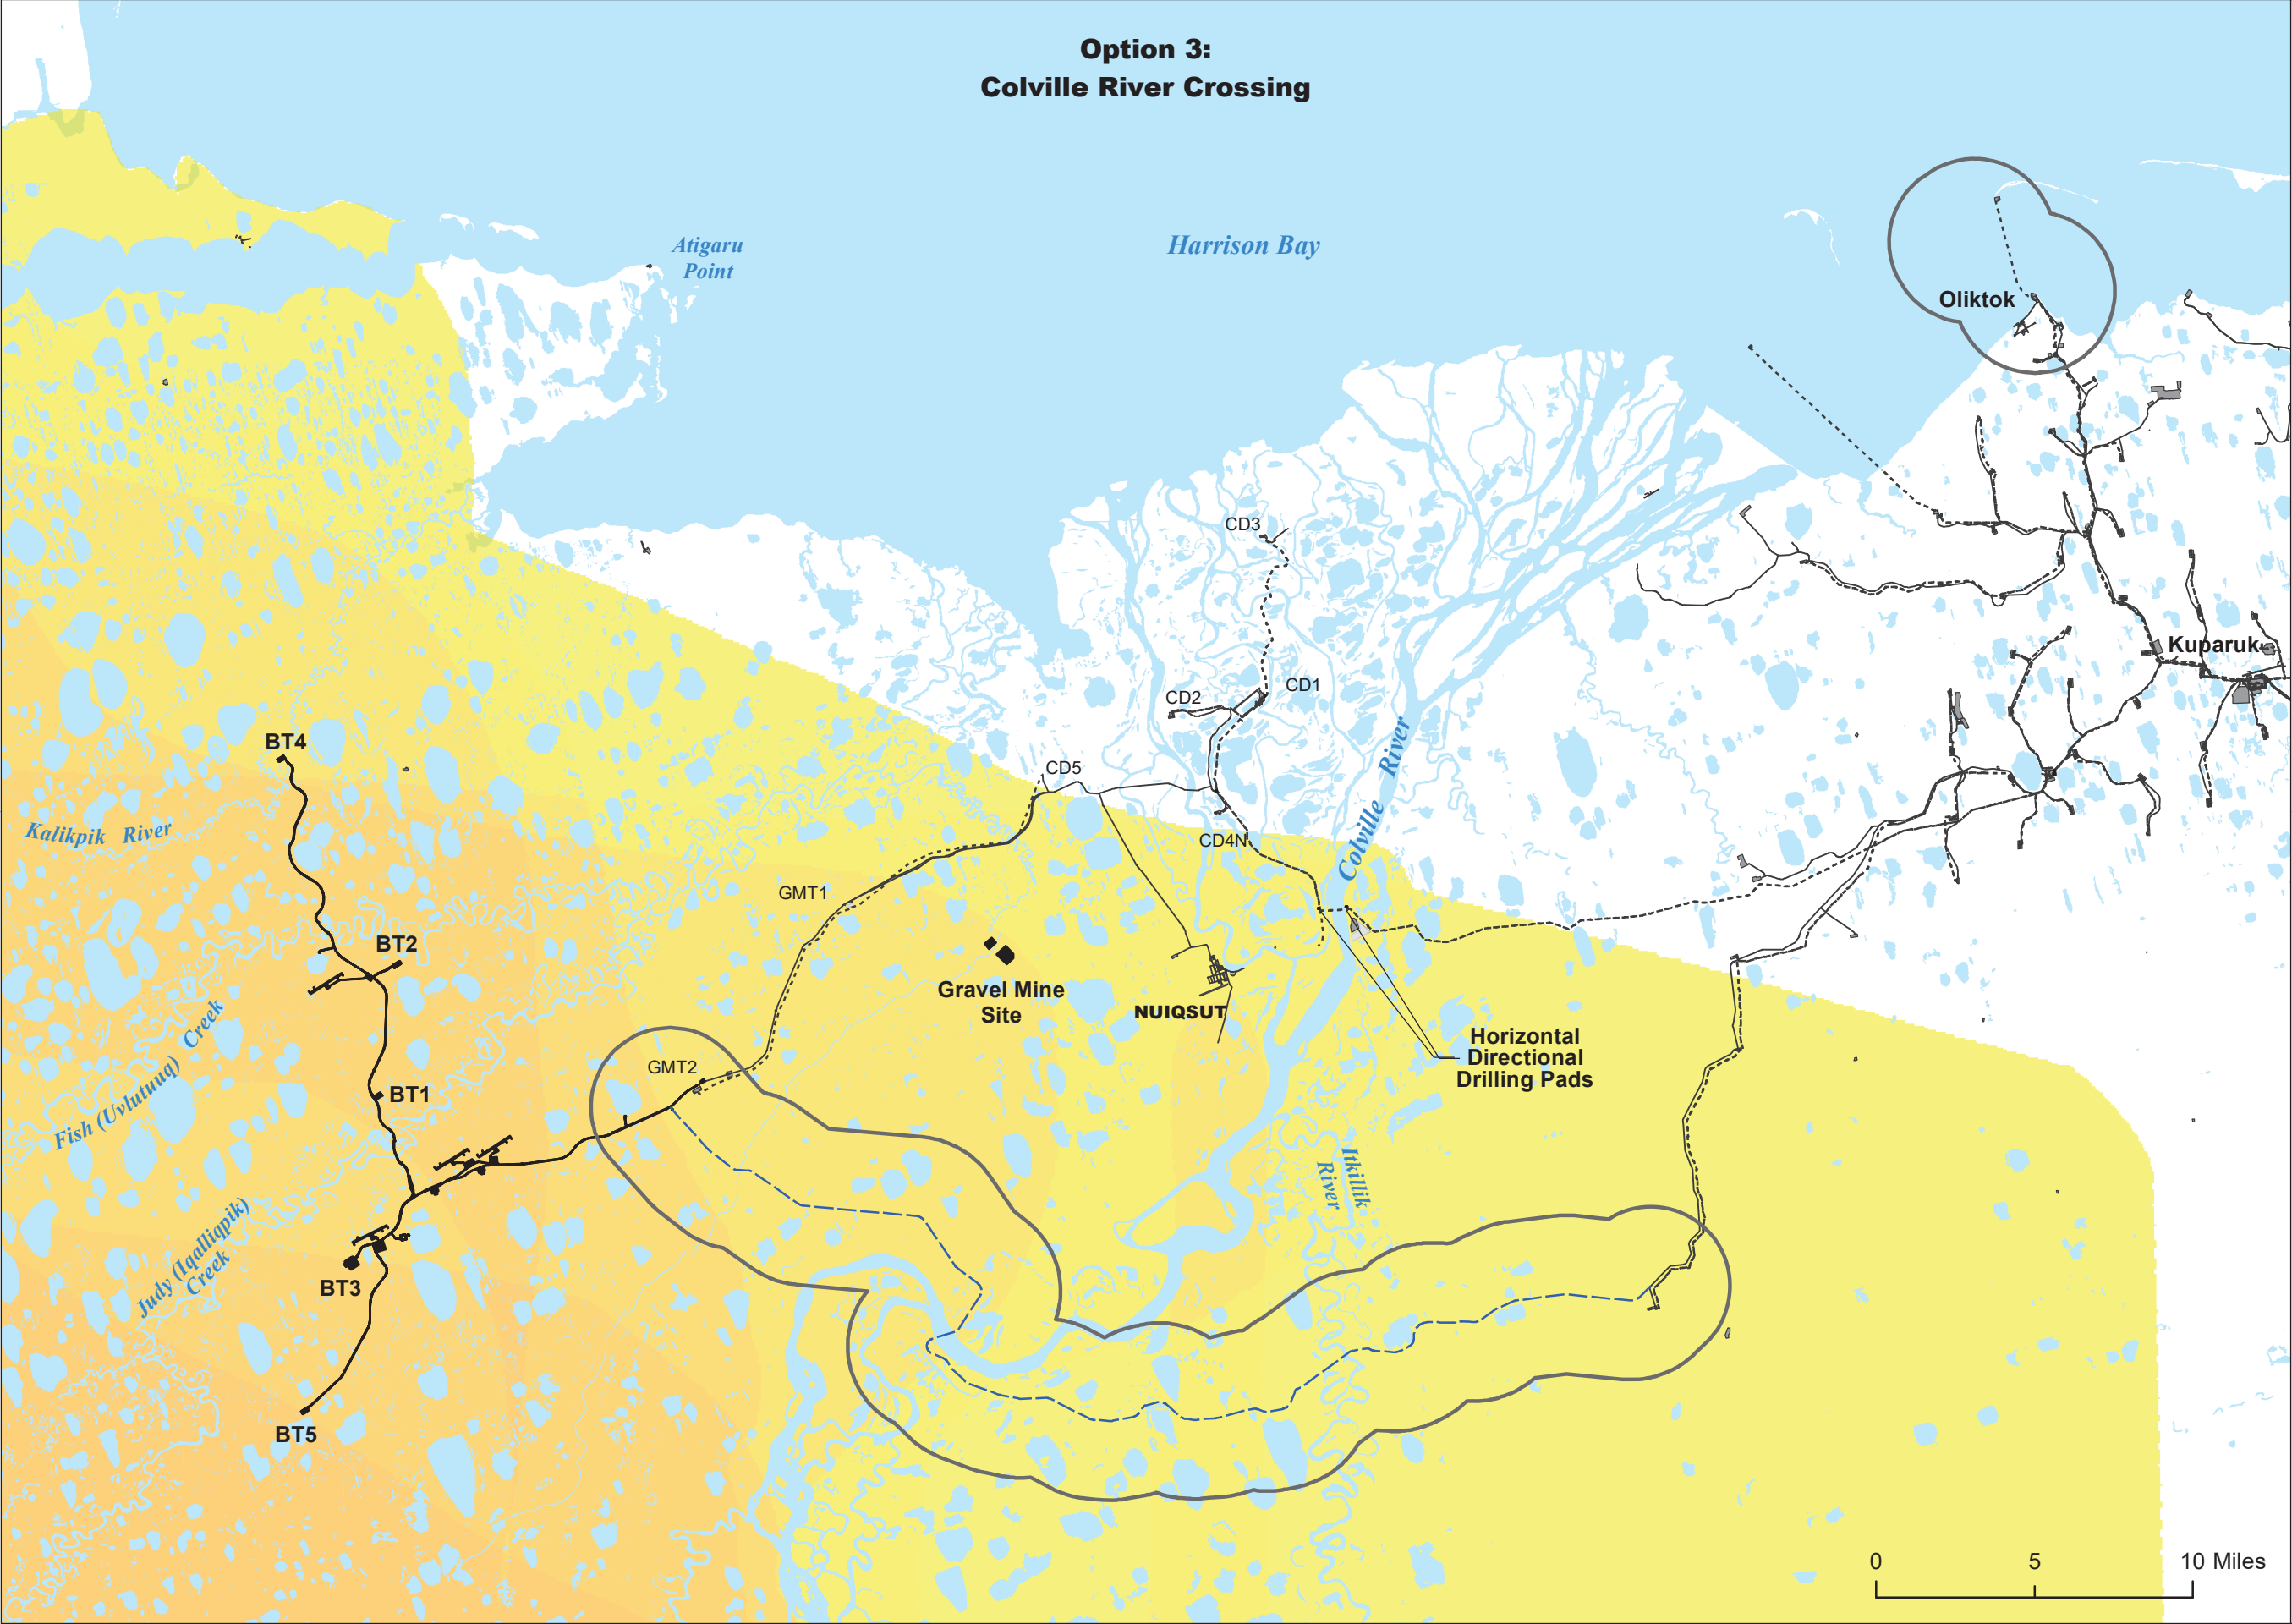 Option 3:
Colville River Crossing
Atigaru
Point
Harrison Bay
Oliktok
CD3
Kuparuk
CD2
CD1
BT4
CD5
Colville River
Kalikpik River
CD4N
GMT1
BT2
Gravel Mine
Site
NUIQSUT
Horizontal
Directional
Drilling Pads
Fish (Uvlutuuq) Creek
GMT2
BT1
Itkillik
River
Judy (Iqalliqpik)
Creek
BT3
BT5
0 5 10 Miles